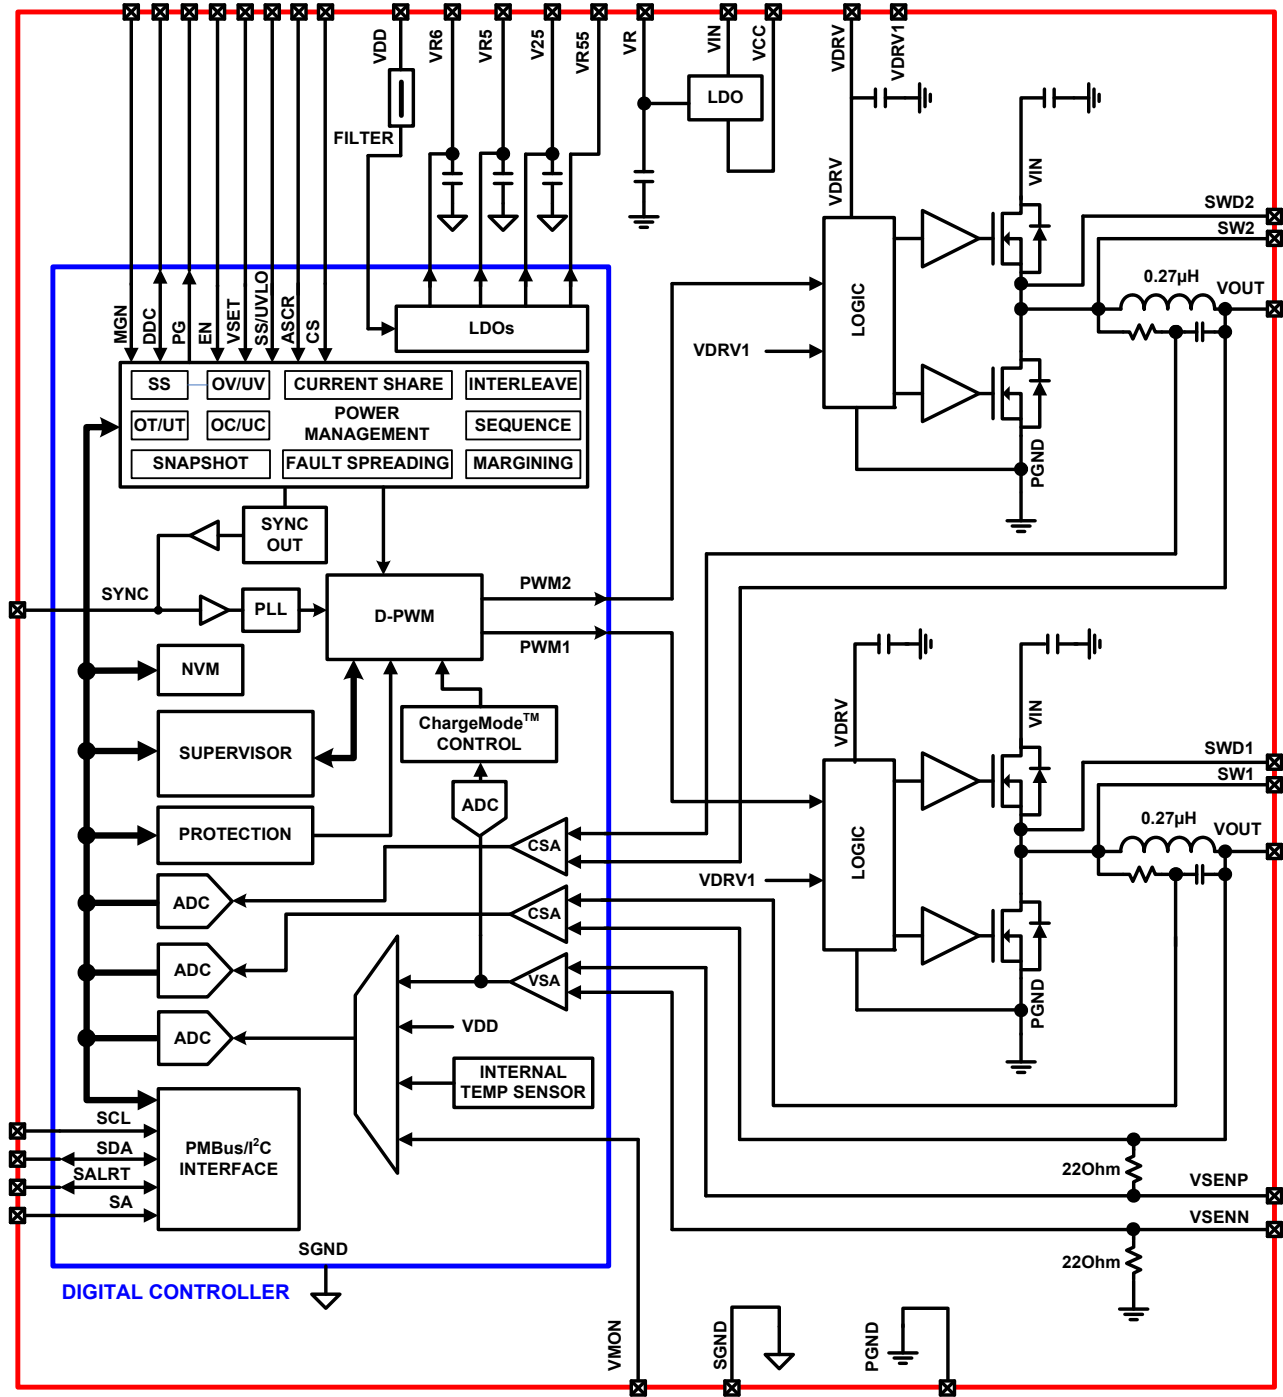 VDD
VR6
VR5
V25
VR55
VR
VIN
VCC
VDRV
VDRV1
LDO
FILTER
VDRV
VIN
SWD2
SW2
0.27µH
VOUT
MGN
DDC
PG
EN
VSET
SS/UVLO
ASCR
CS
LDOs
LOGIC
VDRV1
SS
OV/UV
CURRENT SHARE
INTERLEAVE
OT/UT
OC/UC
POWER
MANAGEMENT
SEQUENCE
SNAPSHOT
FAULT SPREADING
MARGINING
PGND
SYNC
OUT
SYNC
PLL
D-PWM
PWM2
PWM1
NVM
ChargeMode™
CONTROL
SUPERVISOR
ADC
PROTECTION
CSA
VDRV
VIN
SWD1
SW1
0.27µH
VOUT
LOGIC
VDRV1
ADC
CSA
ADC
VSA
PGND
ADC
VDD
INTERNAL
TEMP SENSOR
SCL
SDA
SALRT
SA
PMBus/I²C
INTERFACE
22Ohm
VSENP
VSENN
22Ohm
SGND
DIGITAL CONTROLLER
VMON
SGND
PGND